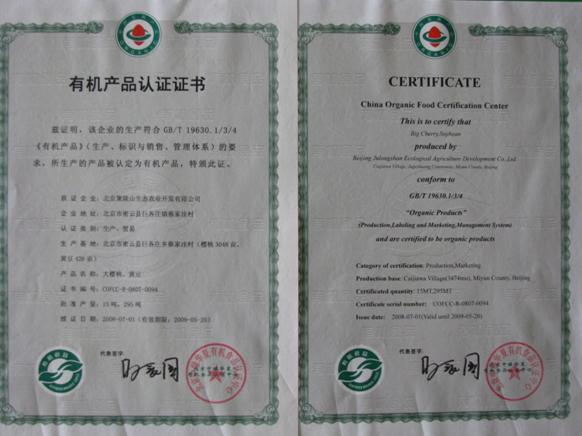 有机产品认证证书
兹证明，该企业的生产符合 GB/T 19630.1/3/4
《有机产品》（生产、标识与销售、管理体系）的要
求，所生产的产品被认定为有机产品，特颁此证。
获证企业：北京聚陇山生态农业开发有限公司
企业地址：北京市密云县巨各庄镇蔡家洼村
认证类别：生产、贸易
生产基地：北京市密云县巨各庄乡蔡家洼村（樱桃3046亩、
黄豆428亩）
产品名称：大樱桃、黄豆
证书编号：COFCC-R-0807-0094
批准产量：15吨、295吨
颁证日期：2008-07-01（有效期限：2009-05-20）
代表签字：
CERTIFICATE
China Organic Food Certification Center
This is to certify that
Big Cherry,Soybean
produced by
Beijing Julongshan Ecological Agriculture Development Co.,Ltd.
Caijiawa Village, Jugezhuang Community, Miyun County, Beijing
conform to
GB/T 19630.1/3/4
"Organic Products"
(Production,Labeling and Marketing,Management System)
and are certified to be organic products
Category of certification: Production,Marketing.
Production base: Caijiawa Village(3474mu), Miyun County, Beijing
Certificated quantity: 15MT,295MT
Certificate serial number: COFCC-R-0807-0094
Issue date: 2008-07-01(Valid until 2009-05-20)
代表签字: